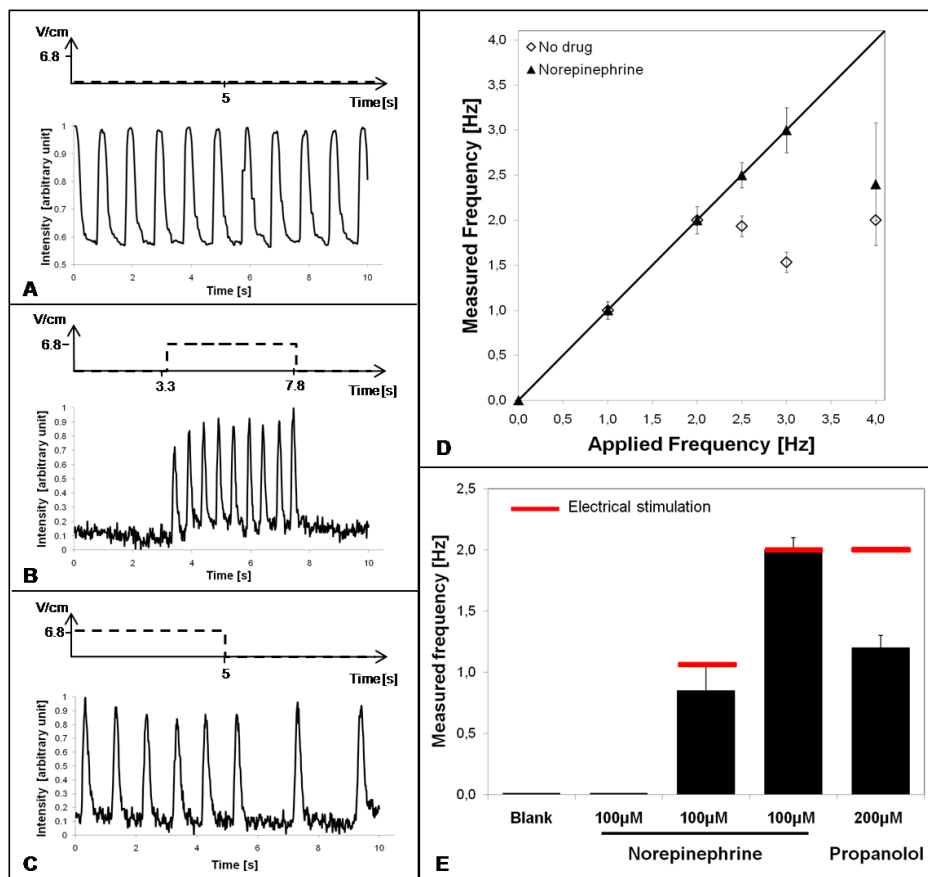 V/cm
6.8
5
Time[s]
Intensity [arbitrary unit]
1
0.9
0.8
0.7
0.6
0.5
0 2 4 6 8 10
Time [s]
A
V/cm
6.8
3.3 7.8
Time[s]
Intensity [arbitrary unit]
1
0.9
0.8
0.7
0.6
0.5
0.4
0.3
0.2
0.1
0
0 2 4 6 8 10
Time [s]
B
V/cm
6.8
5
Time[s]
Intensity [arbitrary unit]
1
0.9
0.8
0.7
0.6
0.5
0.4
0.3
0.2
0.1
0
0 2 4 6 8 10
Time [s]
C
Measured Frequency [Hz]
4,0
3,5
3,0
2,5
2,0
1,5
1,0
0,5
0,0
No drug
Norepinephrine
0,0 0,5 1,0 1,5 2,0 2,5 3,0 3,5 4,0
Applied Frequency [Hz]
D
Measured frequency [Hz]
2,5
2,0
1,5
1,0
0,5
0,0
Electrical stimulation
Blank 100µM 100µM 100µM 200µM
Norepinephrine Propanolol
E